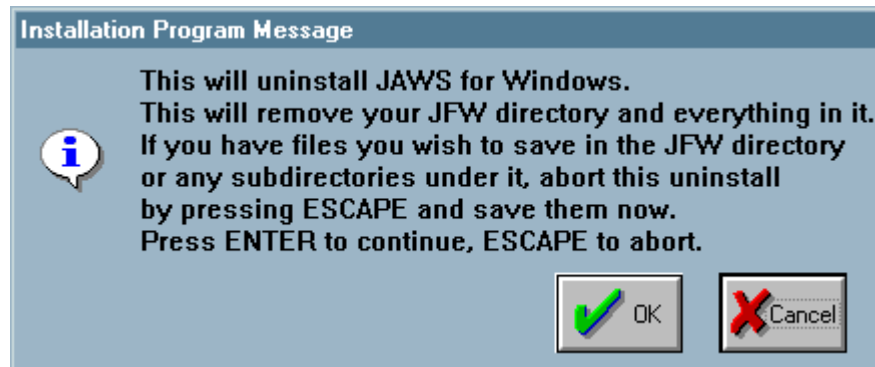 Installation Program Message
This will uninstall JAWS for Windows.
This will remove your JFW directory and everything in it.
If you have files you wish to save in the JFW directory
or any subdirectories under it, abort this uninstall
by pressing ESCAPE and save them now.
Press ENTER to continue, ESCAPE to abort.
OK
Cancel